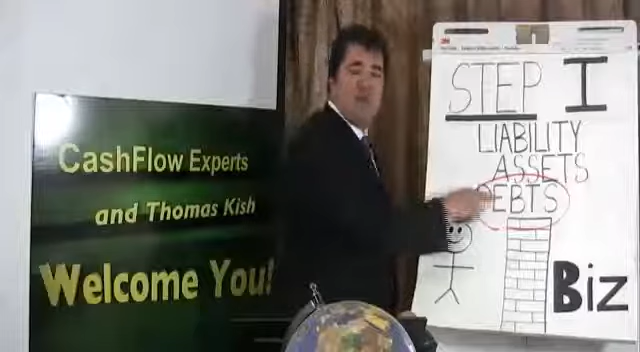 CashFlow Experts
and Thomas Kish
Welcome You!
STEP I
LIABILITY
ASSETS
DEBTS
Biz